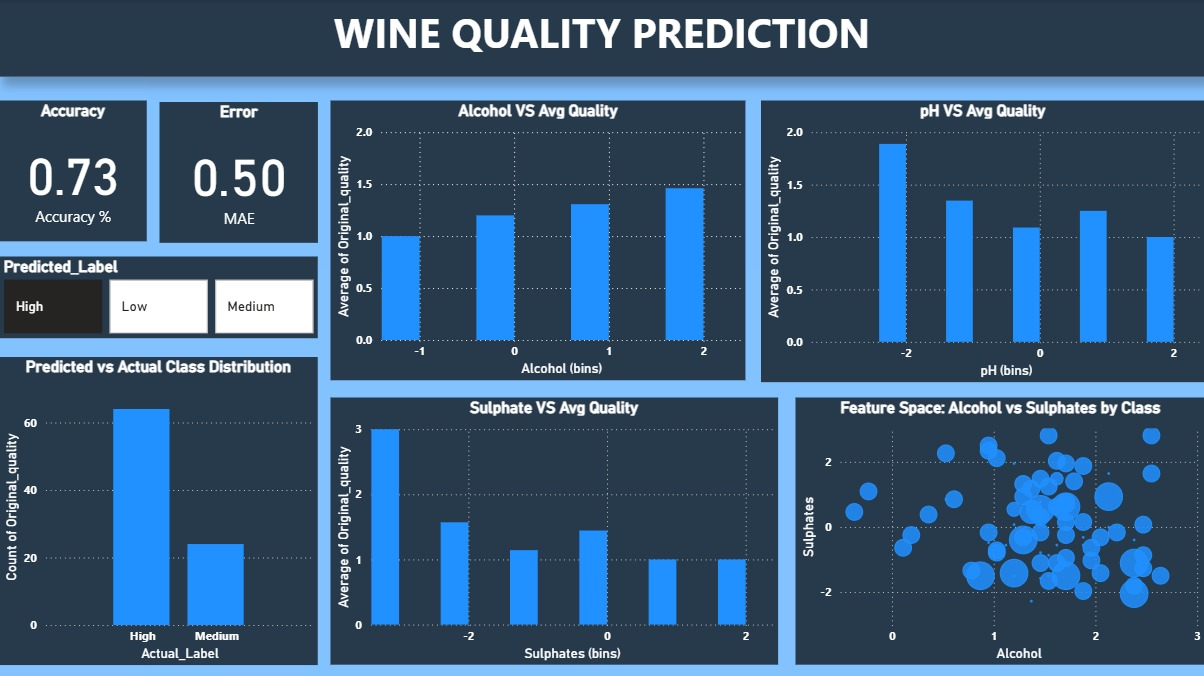 WINE QUALITY PREDICTION
Accuracy
0.73
Accuracy %
Error
0.50
MAE
Predicted_Label
High
Low
Medium
Predicted vs Actual Class Distribution
Count of Original_quality
60
40
20
0
High
Medium
Actual_Label
Alcohol VS Avg Quality
Average of Original_quality
2.0
1.5
1.0
0.5
0.0
-1
0
1
2
Alcohol (bins)
pH VS Avg Quality
Average of Original_quality
2.0
1.5
1.0
0.5
0.0
-2
0
2
pH (bins)
Sulphate VS Avg Quality
Average of Original_quality
3
2
1
0
-2
0
2
Sulphates (bins)
Feature Space: Alcohol vs Sulphates by Class
Sulphates
2
0
-2
0
1
2
3
Alcohol